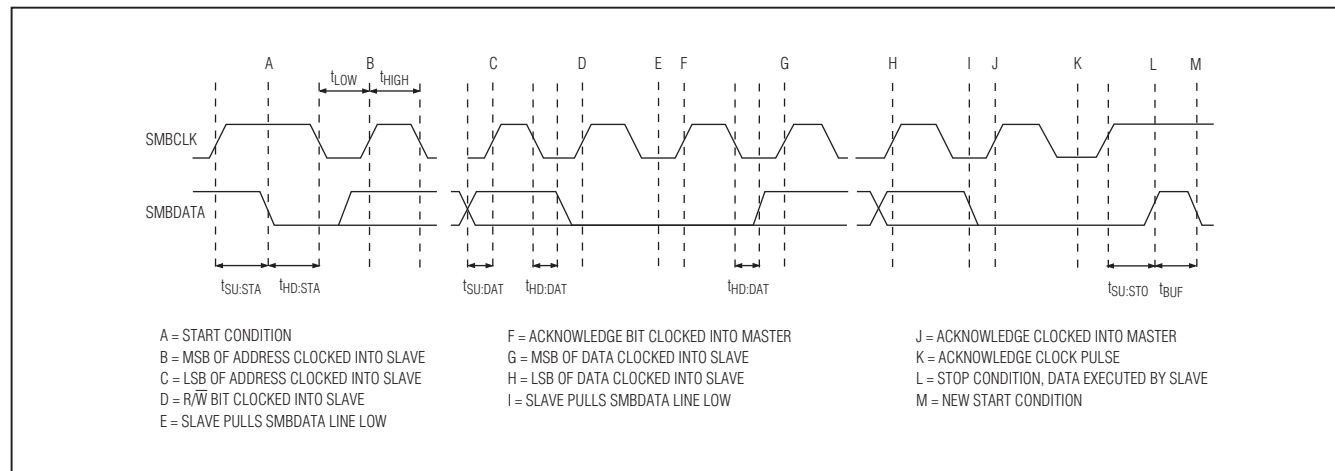 A B C D E F G H I J K L M
tLOW tHIGH
SMBCLK
SMBDATA
tSU:STA tHD:STA tSU:DAT tHD:DAT tHD:DAT tSU:STO tBUF
A = START CONDITION
B = MSB OF ADDRESS CLOCKED INTO SLAVE
C = LSB OF ADDRESS CLOCKED INTO SLAVE
D = R/W̅ BIT CLOCKED INTO SLAVE
E = SLAVE PULLS SMBDATA LINE LOW
F = ACKNOWLEDGE BIT CLOCKED INTO MASTER
G = MSB OF DATA CLOCKED INTO SLAVE
H = LSB OF DATA CLOCKED INTO SLAVE
I = SLAVE PULLS SMBDATA LINE LOW
J = ACKNOWLEDGE CLOCKED INTO MASTER
K = ACKNOWLEDGE CLOCK PULSE
L = STOP CONDITION, DATA EXECUTED BY SLAVE
M = NEW START CONDITION